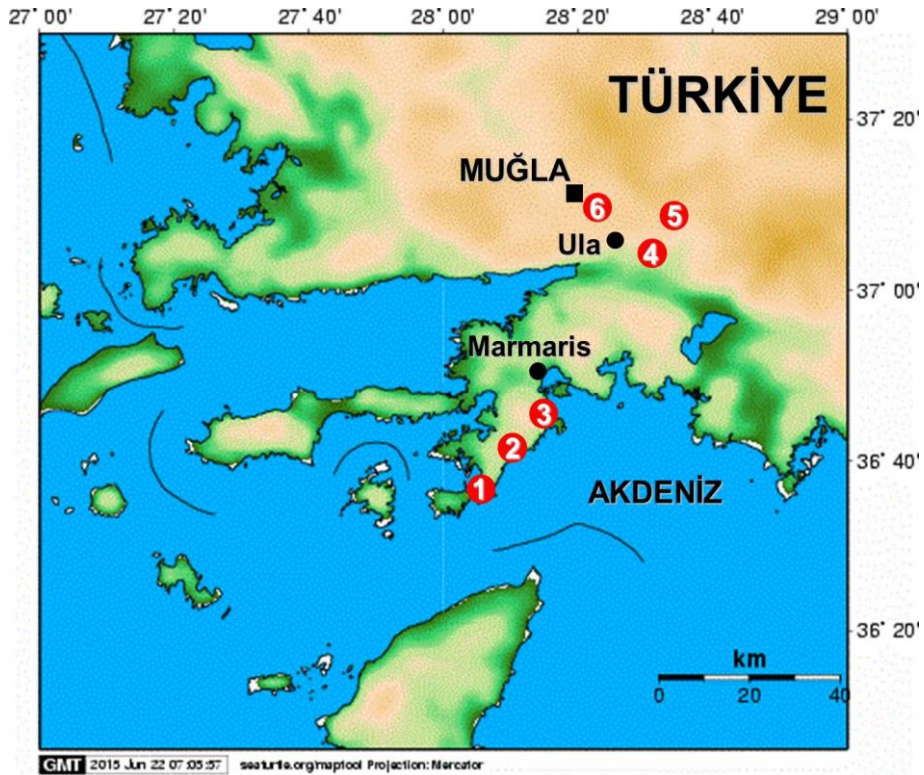 27° 00' 27° 20' 27° 40' 28° 00' 28° 20' 28° 40' 29° 00'
TÜRKİYE
37° 20'
MUĞLA
6
5
Ula
4
37° 00'
Marmaris
3
2
36° 40'
1
AKDENİZ
36° 20'
km
0 20 40
GMT 2015 Jun 22 07:05:57 seaturtle.org/maptool Projection: Mercator